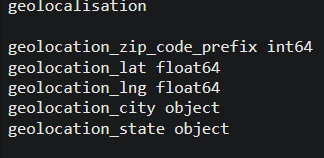 geolocalisation
geolocation_zip_code_prefix int64
geolocation_lat float64
geolocation_lng float64
geolocation_city object
geolocation_state object